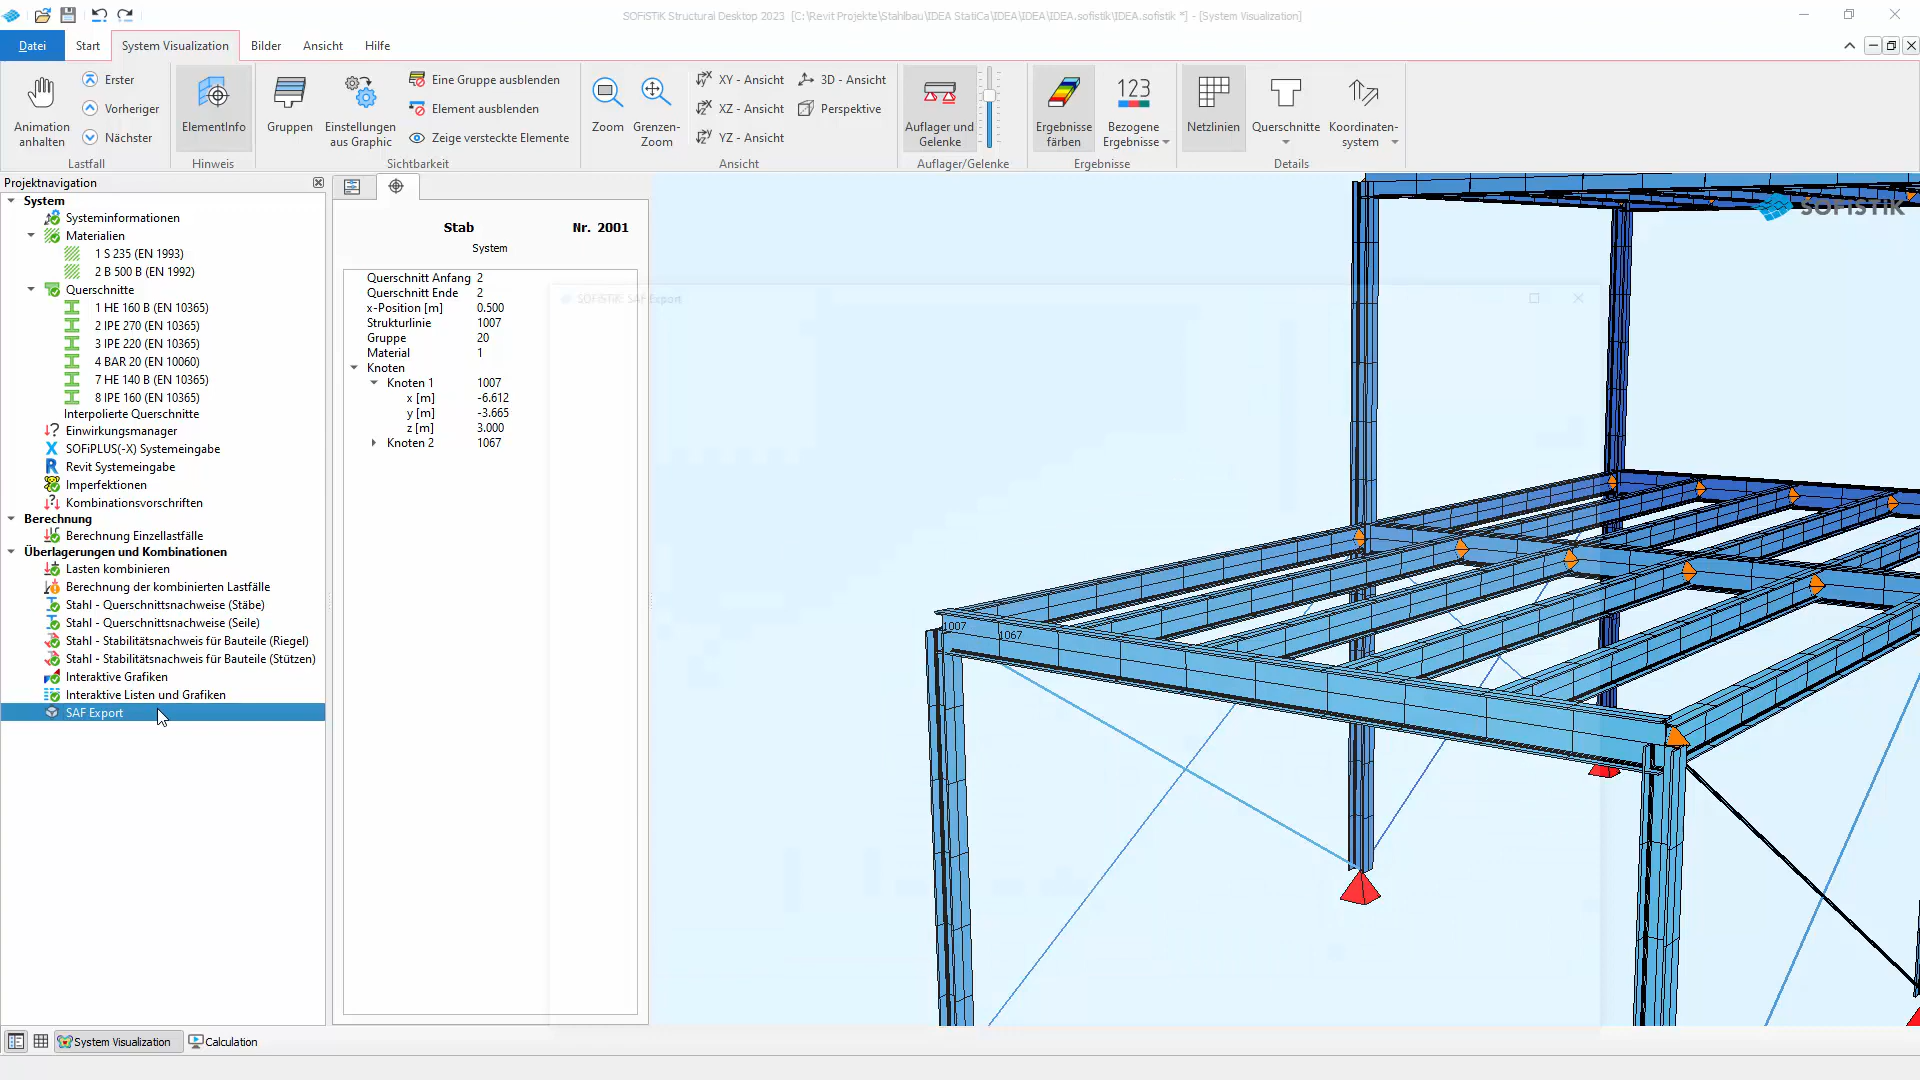 SOFiSTiK Structural Desktop 2023 [C:\Revit Projekte\Stahlbau\IDEA StatiCa\IDEA\IDEA\IDEA.sofistik\IDEA.sofistik *] - [System Visualization]
Datei Start System Visualization Bilder Ansicht Hilfe
Animation anhalten
Erster
Vorheriger
Nächster
Lastfall
ElementInfo
Hinweis
Gruppen
Einstellungen aus Graphic
Eine Gruppe ausblenden
Element ausblenden
Zeige versteckte Elemente
Sichtbarkeit
Zoom
Grenzen-Zoom
XY - Ansicht
XZ - Ansicht
YZ - Ansicht
3D - Ansicht
Perspektive
Ansicht
Auflager und Gelenke
Auflager/Gelenke
Ergebnisse färben
123
Bezogene Ergebnisse
Ergebnisse
Netzlinien
Querschnitte
Koordinaten-system
Details
Projektnavigation
System
Systeminformationen
Materialien
1 S 235 (EN 1993)
2 B 500 B (EN 1992)
Querschnitte
1 HE 160 B (EN 10365)
2 IPE 270 (EN 10365)
3 IPE 220 (EN 10365)
4 BAR 20 (EN 10060)
7 HE 140 B (EN 10365)
8 IPE 160 (EN 10365)
Interpolierte Querschnitte
Einwirkungsmanager
SOFiPLUS(-X) Systemeingabe
Revit Systemeingabe
Imperfektionen
Kombinationsvorschriften
Berechnung
Berechnung Einzellastfälle
Überlagerungen und Kombinationen
Lasten kombinieren
Berechnung der kombinierten Lastfälle
Stahl - Querschnittsnachweise (Stäbe)
Stahl - Querschnittsnachweise (Seile)
Stahl - Stabilitätsnachweis für Bauteile (Riegel)
Stahl - Stabilitätsnachweis für Bauteile (Stützen)
Interaktive Grafiken
Interaktive Listen und Grafiken
SAF Export
Stab Nr. 2001
System
Querschnitt Anfang 2
Querschnitt Ende 2
x-Position [m] 0.500
Strukturlinie 1007
Gruppe 20
Material 1
Knoten
Knoten 1 1007
x [m] -6.612
y [m] -3.665
z [m] 3.000
Knoten 2 1067
SOFiSTiK SAF Export
SOFiSTiK
1007
1067
System Visualization
Calculation